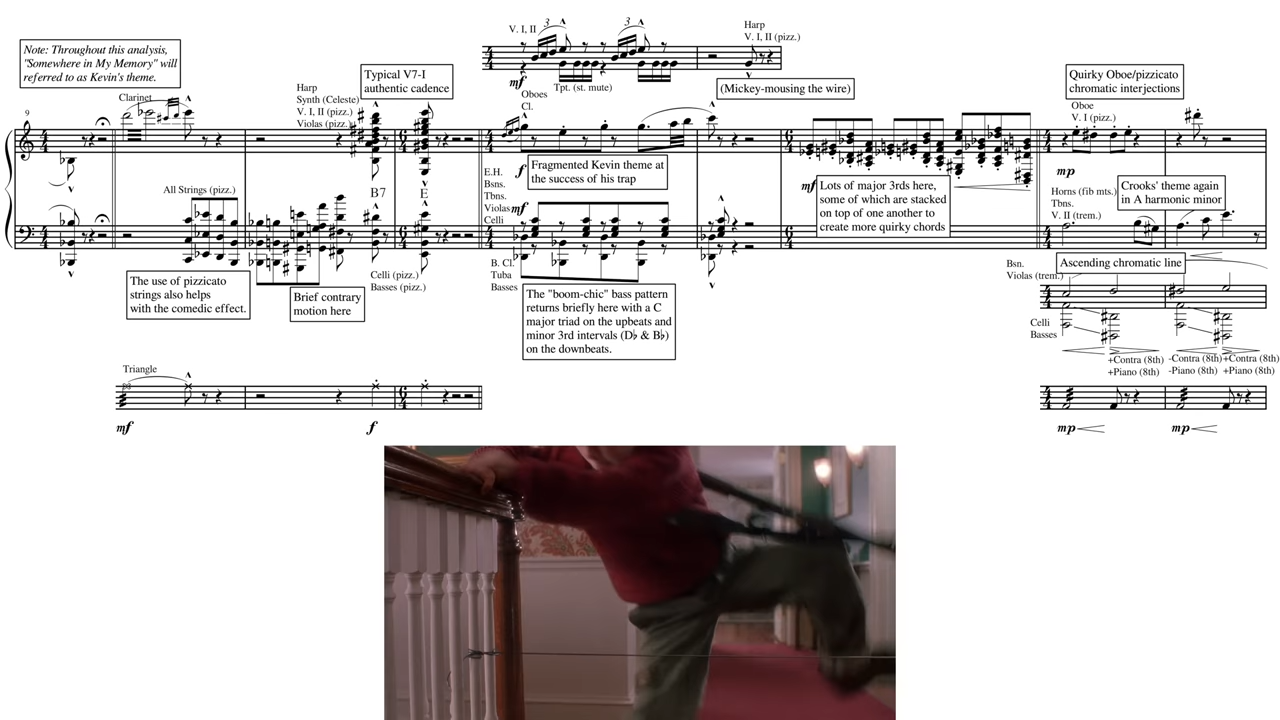 Note: Throughout this analysis,
"Somewhere in My Memory" will
referred to as Kevin's theme.
9
Clarinet
All Strings (pizz.)
The use of pizzicato
strings also helps
with the comedic effect.
Brief contrary
motion here
Harp
Synth (Celeste)
V. I, II (pizz.)
Violas (pizz.)
Typical V7-I
authentic cadence
B7
E
Celli (pizz.)
Basses (pizz.)
Triangle
mf
f
V. I, II
3
3
mf
Tpt. (st. mute)
Harp
V. I, II (pizz.)
(Mickey-mousing the wire)
Oboes
Cl.
f
Fragmented Kevin theme at
the success of his trap
E.H.
Bsns.
Tbns.
Violas
Celli
mf
B. Cl.
Tuba
Basses
The "boom-chic" bass pattern
returns briefly here with a C
major triad on the upbeats and
minor 3rd intervals (D♭ & B♭)
on the downbeats.
mf
Lots of major 3rds here,
some of which are stacked
on top of one another to
create more quirky chords
Quirky Oboe/pizzicato
chromatic interjections
Oboe
V. I (pizz.)
mp
Horns (fib mts.)
Tbns.
V. II (trem.)
Crooks' theme again
in A harmonic minor
Ascending chromatic line
Bsn.
Violas (trem.)
Celli
Basses
+Contra (8th)
+Piano (8th)
-Contra (8th)
-Piano (8th)
+Contra (8th)
+Piano (8th)
mp
mp